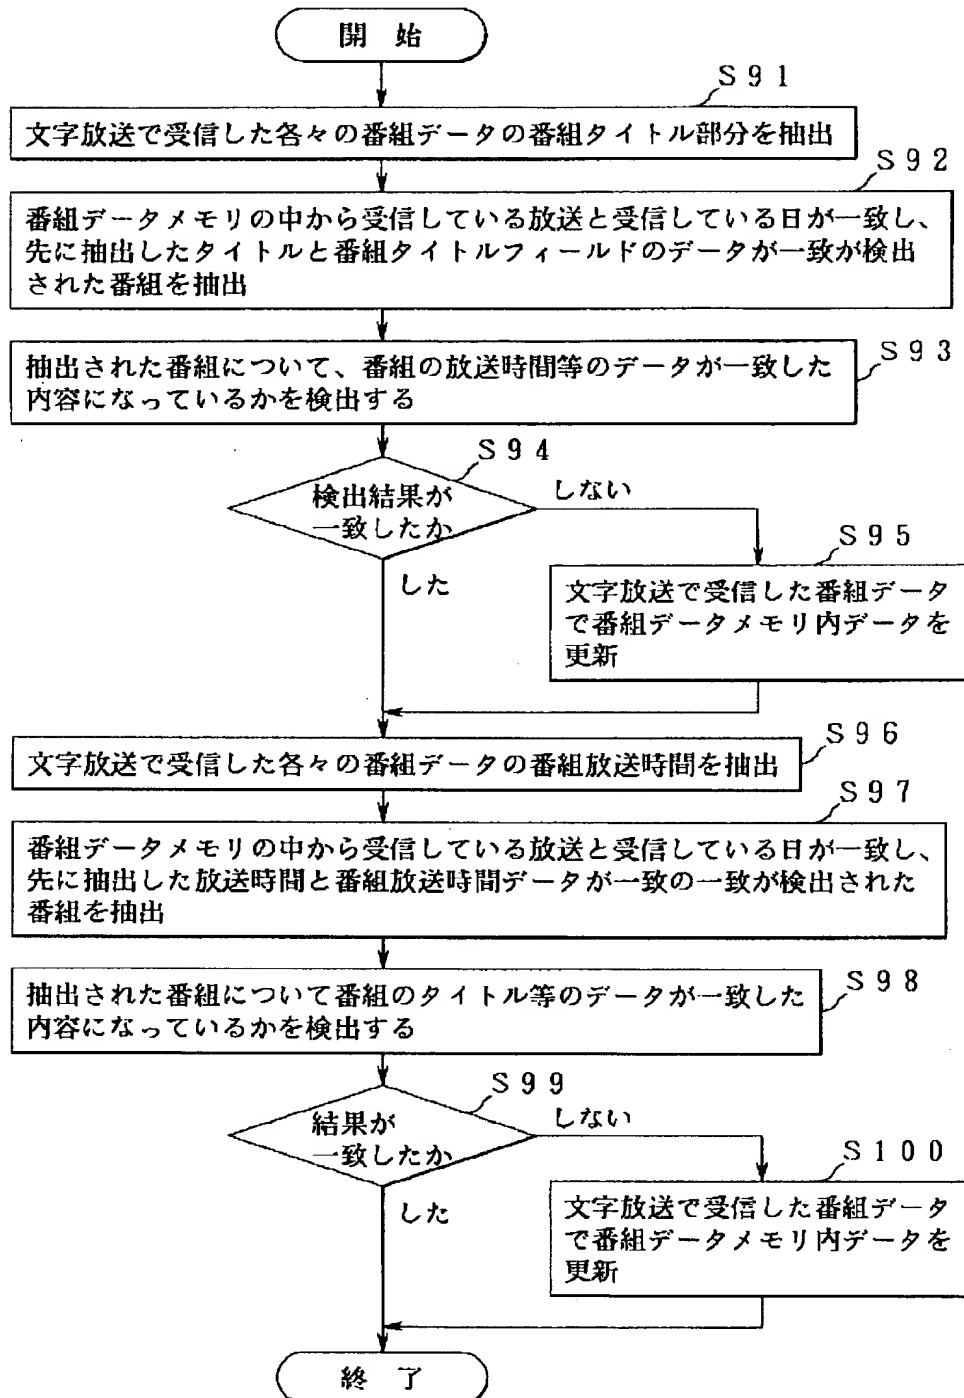 開 始
S91
文字放送で受信した各々の番組データの番組タイトル部分を抽出
S92
番組データメモリの中から受信している放送と受信している日が一致し、
先に抽出したタイトルと番組タイトルフィールドのデータが一致が検出
された番組を抽出
S93
抽出された番組について、番組の放送時間等のデータが一致した
内容になっているかを検出する
S94
検出結果が
一致したか
しない
した
S95
文字放送で受信した番組データ
で番組データメモリ内データを
更新
S96
文字放送で受信した各々の番組データの番組放送時間を抽出
S97
番組データメモリの中から受信している放送と受信している日が一致し、
先に抽出した放送時間と番組放送時間データが一致の一致が検出された
番組を抽出
S98
抽出された番組について番組のタイトル等のデータが一致した
内容になっているかを検出する
S99
結果が
一致したか
しない
した
S100
文字放送で受信した番組データ
で番組データメモリ内データを
更新
終 了